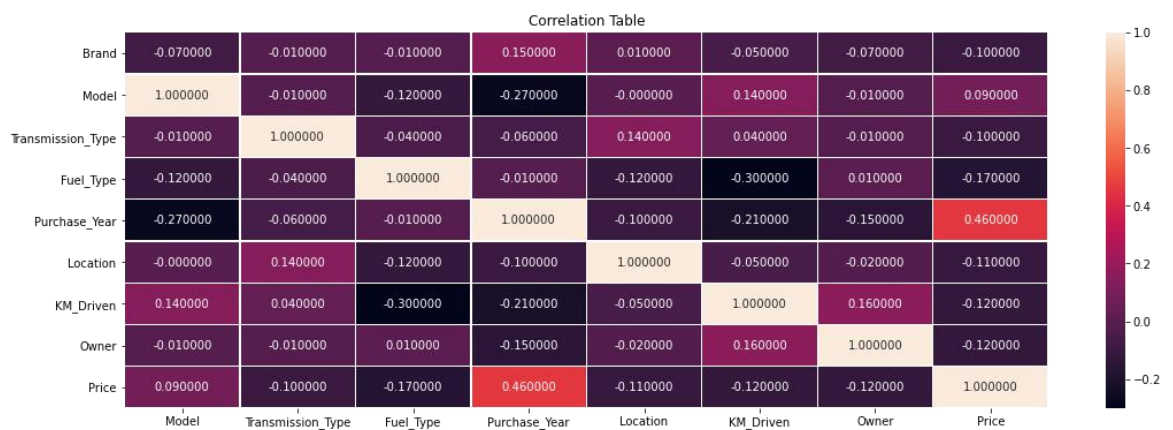 Correlation Table
Brand -0.070000 -0.010000 -0.010000 0.150000 0.010000 -0.050000 -0.070000 -0.100000
Model 1.000000 -0.010000 -0.120000 -0.270000 -0.000000 0.140000 -0.010000 0.090000
Transmission_Type -0.010000 1.000000 -0.040000 -0.060000 0.140000 0.040000 -0.010000 -0.100000
Fuel_Type -0.120000 -0.040000 1.000000 -0.010000 -0.120000 -0.300000 0.010000 -0.170000
Purchase_Year -0.270000 -0.060000 -0.010000 1.000000 -0.100000 -0.210000 -0.150000 0.460000
Location -0.000000 0.140000 -0.120000 -0.100000 1.000000 -0.050000 -0.020000 -0.110000
KM_Driven 0.140000 0.040000 -0.300000 -0.210000 -0.050000 1.000000 0.160000 -0.120000
Owner -0.010000 -0.010000 0.010000 -0.150000 -0.020000 0.160000 1.000000 -0.120000
Price 0.090000 -0.100000 -0.170000 0.460000 -0.110000 -0.120000 -0.120000 1.000000
Model Transmission_Type Fuel_Type Purchase_Year Location KM_Driven Owner Price
1.0
0.8
0.6
0.4
0.2
0.0
-0.2